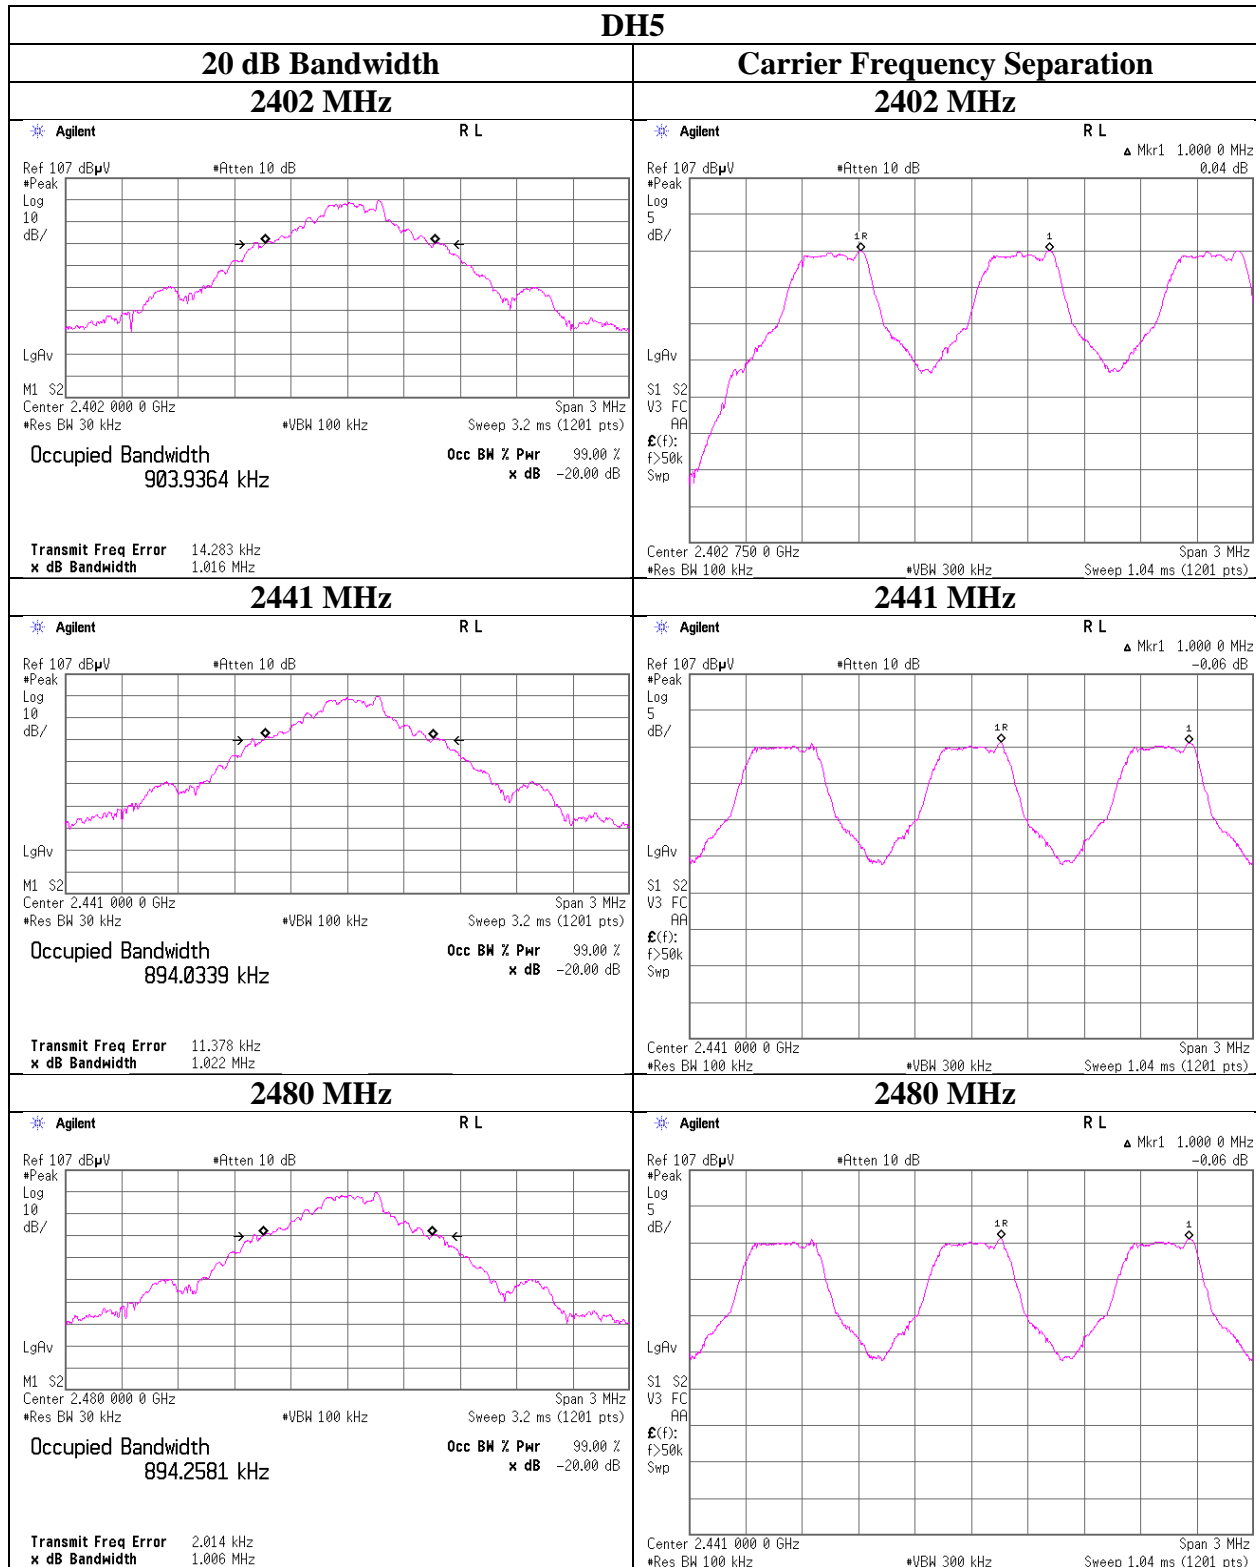 DH5
20 dB Bandwidth
Carrier Frequency Separation
2402 MHz
2402 MHz
Agilent R L
Ref 107 dBµV #Atten 10 dB
#Peak
Log
10
dB/
LgAv
M1 S2
Center 2.402 000 0 GHz Span 3 MHz
#Res BW 30 kHz #VBW 100 kHz Sweep 3.2 ms (1201 pts)
Occupied Bandwidth Occ BW % Pwr 99.00 %
903.9364 kHz x dB -20.00 dB
Transmit Freq Error 14.283 kHz
x dB Bandwidth 1.016 MHz
Agilent R L
Δ Mkr1 1.000 0 MHz
Ref 107 dBµV #Atten 10 dB 0.04 dB
#Peak
Log
5
dB/
1R 1
LgAv
S1 S2
V3 FC
AA
£(f):
f>50k
Swp
Center 2.402 750 0 GHz Span 3 MHz
#Res BW 100 kHz #VBW 300 kHz Sweep 1.04 ms (1201 pts)
2441 MHz
2441 MHz
Agilent R L
Ref 107 dBµV #Atten 10 dB
#Peak
Log
10
dB/
LgAv
M1 S2
Center 2.441 000 0 GHz Span 3 MHz
#Res BW 30 kHz #VBW 100 kHz Sweep 3.2 ms (1201 pts)
Occupied Bandwidth Occ BW % Pwr 99.00 %
894.0339 kHz x dB -20.00 dB
Transmit Freq Error 11.378 kHz
x dB Bandwidth 1.022 MHz
Agilent R L
Δ Mkr1 1.000 0 MHz
Ref 107 dBµV #Atten 10 dB -0.06 dB
#Peak
Log
5
dB/
1R 1
LgAv
S1 S2
V3 FC
AA
£(f):
f>50k
Swp
Center 2.441 000 0 GHz Span 3 MHz
#Res BW 100 kHz #VBW 300 kHz Sweep 1.04 ms (1201 pts)
2480 MHz
2480 MHz
Agilent R L
Ref 107 dBµV #Atten 10 dB
#Peak
Log
10
dB/
LgAv
M1 S2
Center 2.480 000 0 GHz Span 3 MHz
#Res BW 30 kHz #VBW 100 kHz Sweep 3.2 ms (1201 pts)
Occupied Bandwidth Occ BW % Pwr 99.00 %
894.2581 kHz x dB -20.00 dB
Transmit Freq Error 2.014 kHz
x dB Bandwidth 1.006 MHz
Agilent R L
Δ Mkr1 1.000 0 MHz
Ref 107 dBµV #Atten 10 dB -0.06 dB
#Peak
Log
5
dB/
1R 1
LgAv
S1 S2
V3 FC
AA
£(f):
f>50k
Swp
Center 2.441 000 0 GHz Span 3 MHz
#Res BW 100 kHz #VBW 300 kHz Sweep 1.04 ms (1201 pts)